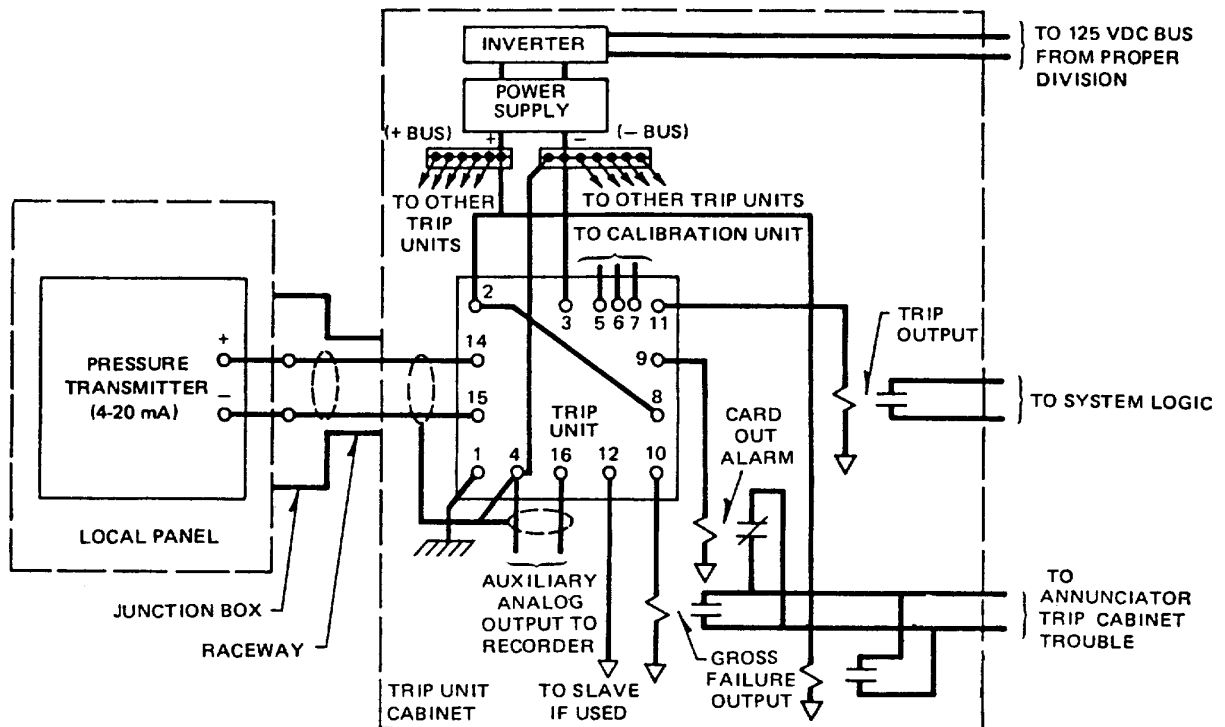 INVERTER
TO 125 VDC BUS
FROM PROPER
DIVISION
POWER
SUPPLY
(+ BUS)
+
−
(− BUS)
TO OTHER
TRIP
UNITS
TO OTHER TRIP UNITS
TO CALIBRATION UNIT
2
3
5
6
7
11
14
9
15
8
TRIP
UNIT
1
4
16
12
10
PRESSURE
TRANSMITTER
(4-20 mA)
+
−
LOCAL PANEL
JUNCTION BOX
RACEWAY
TRIP
OUTPUT
TO SYSTEM LOGIC
CARD
OUT
ALARM
AUXILIARY
ANALOG
OUTPUT TO
RECORDER
TO
ANNUNCIATOR
TRIP CABINET
TROUBLE
GROSS
FAILURE
OUTPUT
TRIP UNIT
CABINET
TO SLAVE
IF USED